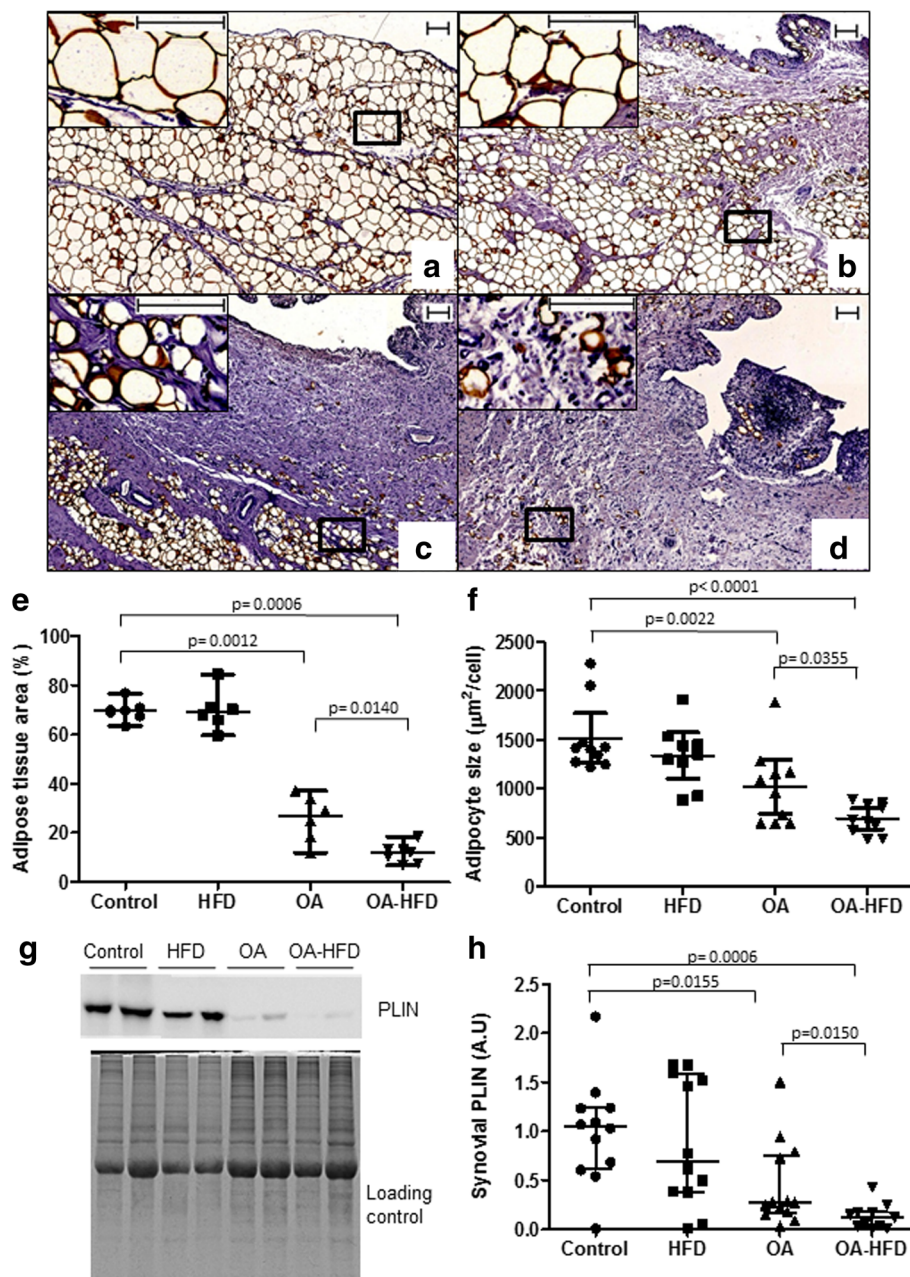 a
b
c
d
e
p= 0.0006
p= 0.0012
p= 0.0140
Adipose tissue area (%)
100
80
60
40
20
0
Control HFD OA OA-HFD
f
p< 0.0001
p= 0.0022
p= 0.0355
Adipocyte size (µm²/cell)
2500
2000
1500
1000
500
0
Control HFD OA OA-HFD
g
Control HFD OA OA-HFD
PLIN
Loading
control
h
p= 0.0006
p=0.0155
p=0.0150
Synovial PLIN (A.U)
2.5
2.0
1.5
1.0
0.5
0.0
Control HFD OA OA-HFD